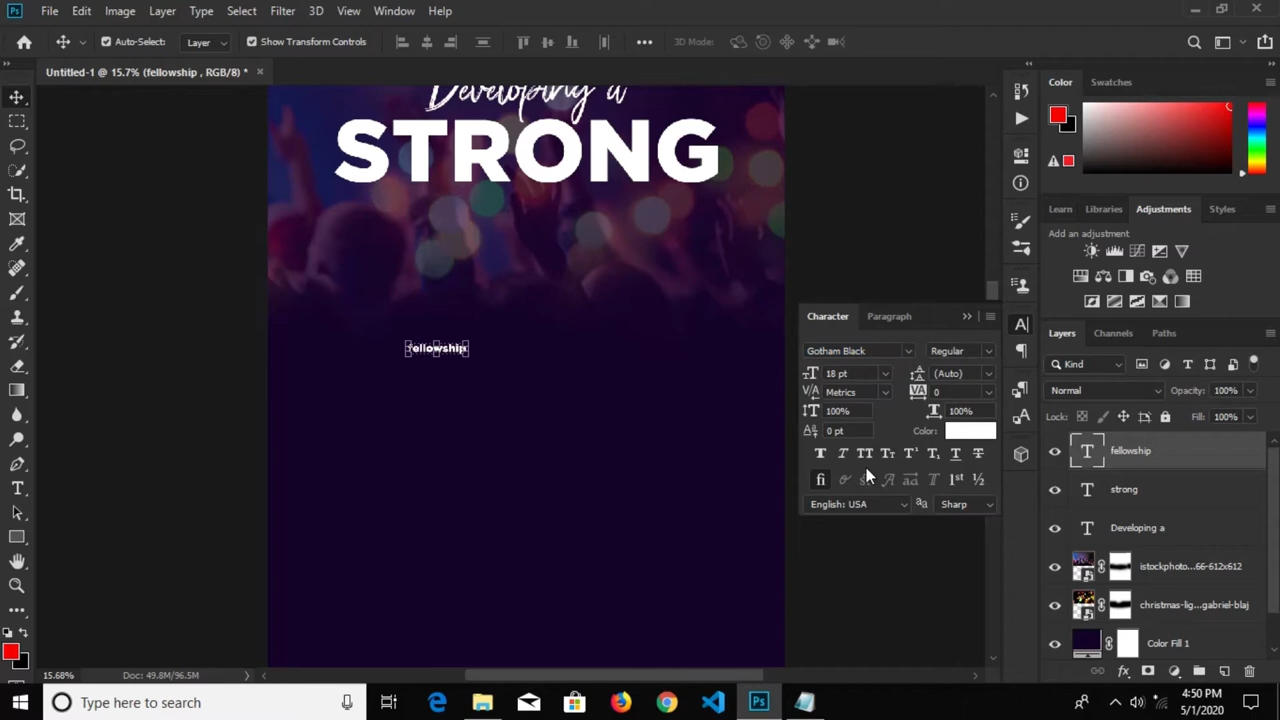 Ps File Edit Image Layer Type Select Filter 3D View Window Help
Auto-Select: Layer Show Transform Controls 3D Mode:
Untitled-1 @ 15.7% (fellowship , RGB/8) *
Developing a
STRONG
fellowship
Color Swatches
Learn Libraries Adjustments Styles
Add an adjustment
Character Paragraph
Gotham Black Regular
18 pt (Auto)
Metrics 0
100% 100%
0 pt Color:
English: USA Sharp
Layers Channels Paths
Kind
Normal Opacity: 100%
Lock: Fill: 100%
fellowship
strong
Developing a
istockphoto...66-612x612
christmas-lig...gabriel-blaj
Color Fill 1
15.68% Doc: 49.8M/96.5M
Type here to search
4:50 PM
5/1/2020